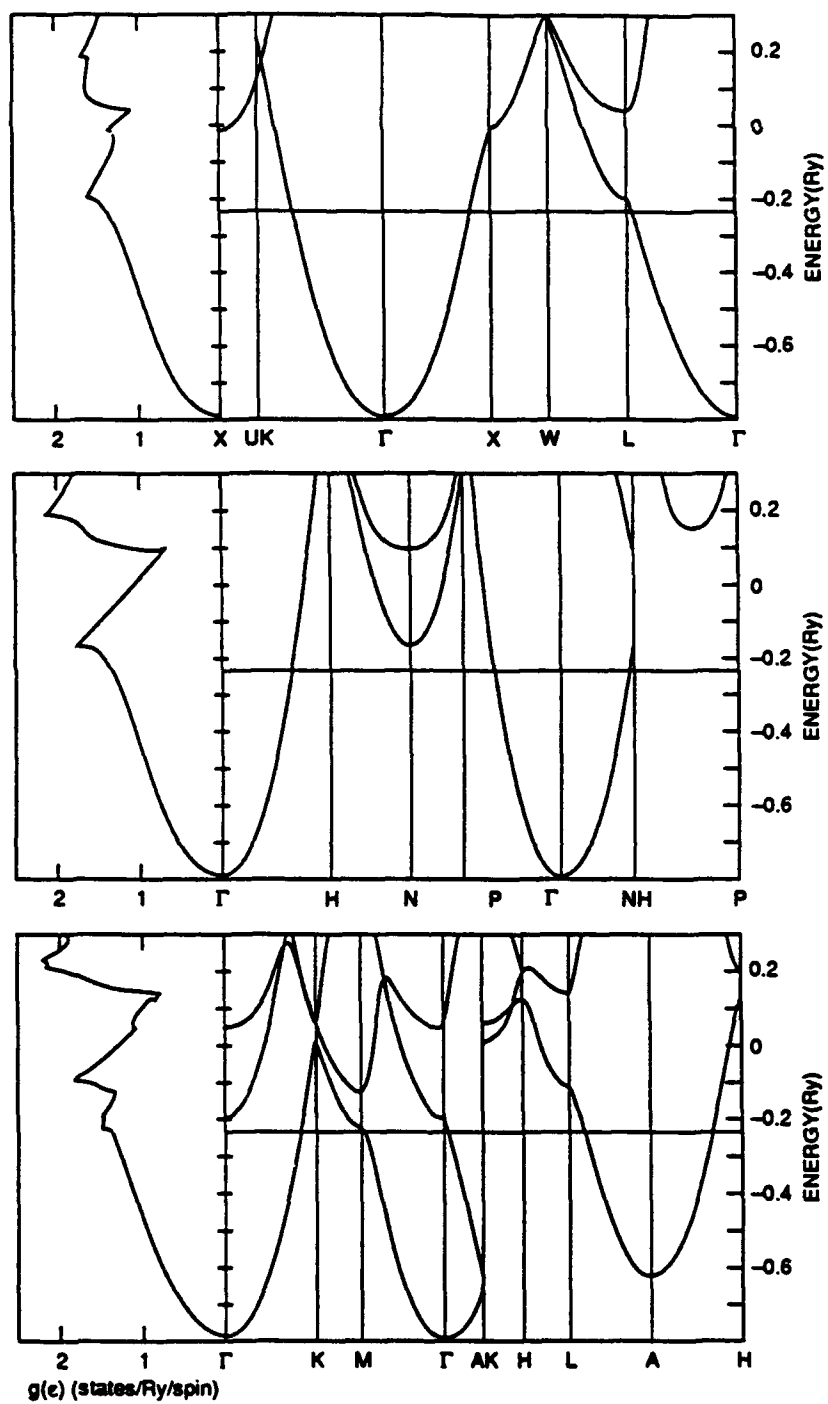 0.2
0
−0.2
−0.4
−0.6
ENERGY(Ry)
2 1 X UK Γ X W L Γ
0.2
0
−0.2
−0.4
−0.6
ENERGY(Ry)
2 1 Γ H N P Γ NH P
0.2
0
−0.2
−0.4
−0.6
ENERGY(Ry)
2 1 Γ K M Γ AK H L A H
g(ε) (states/Ry/spin)